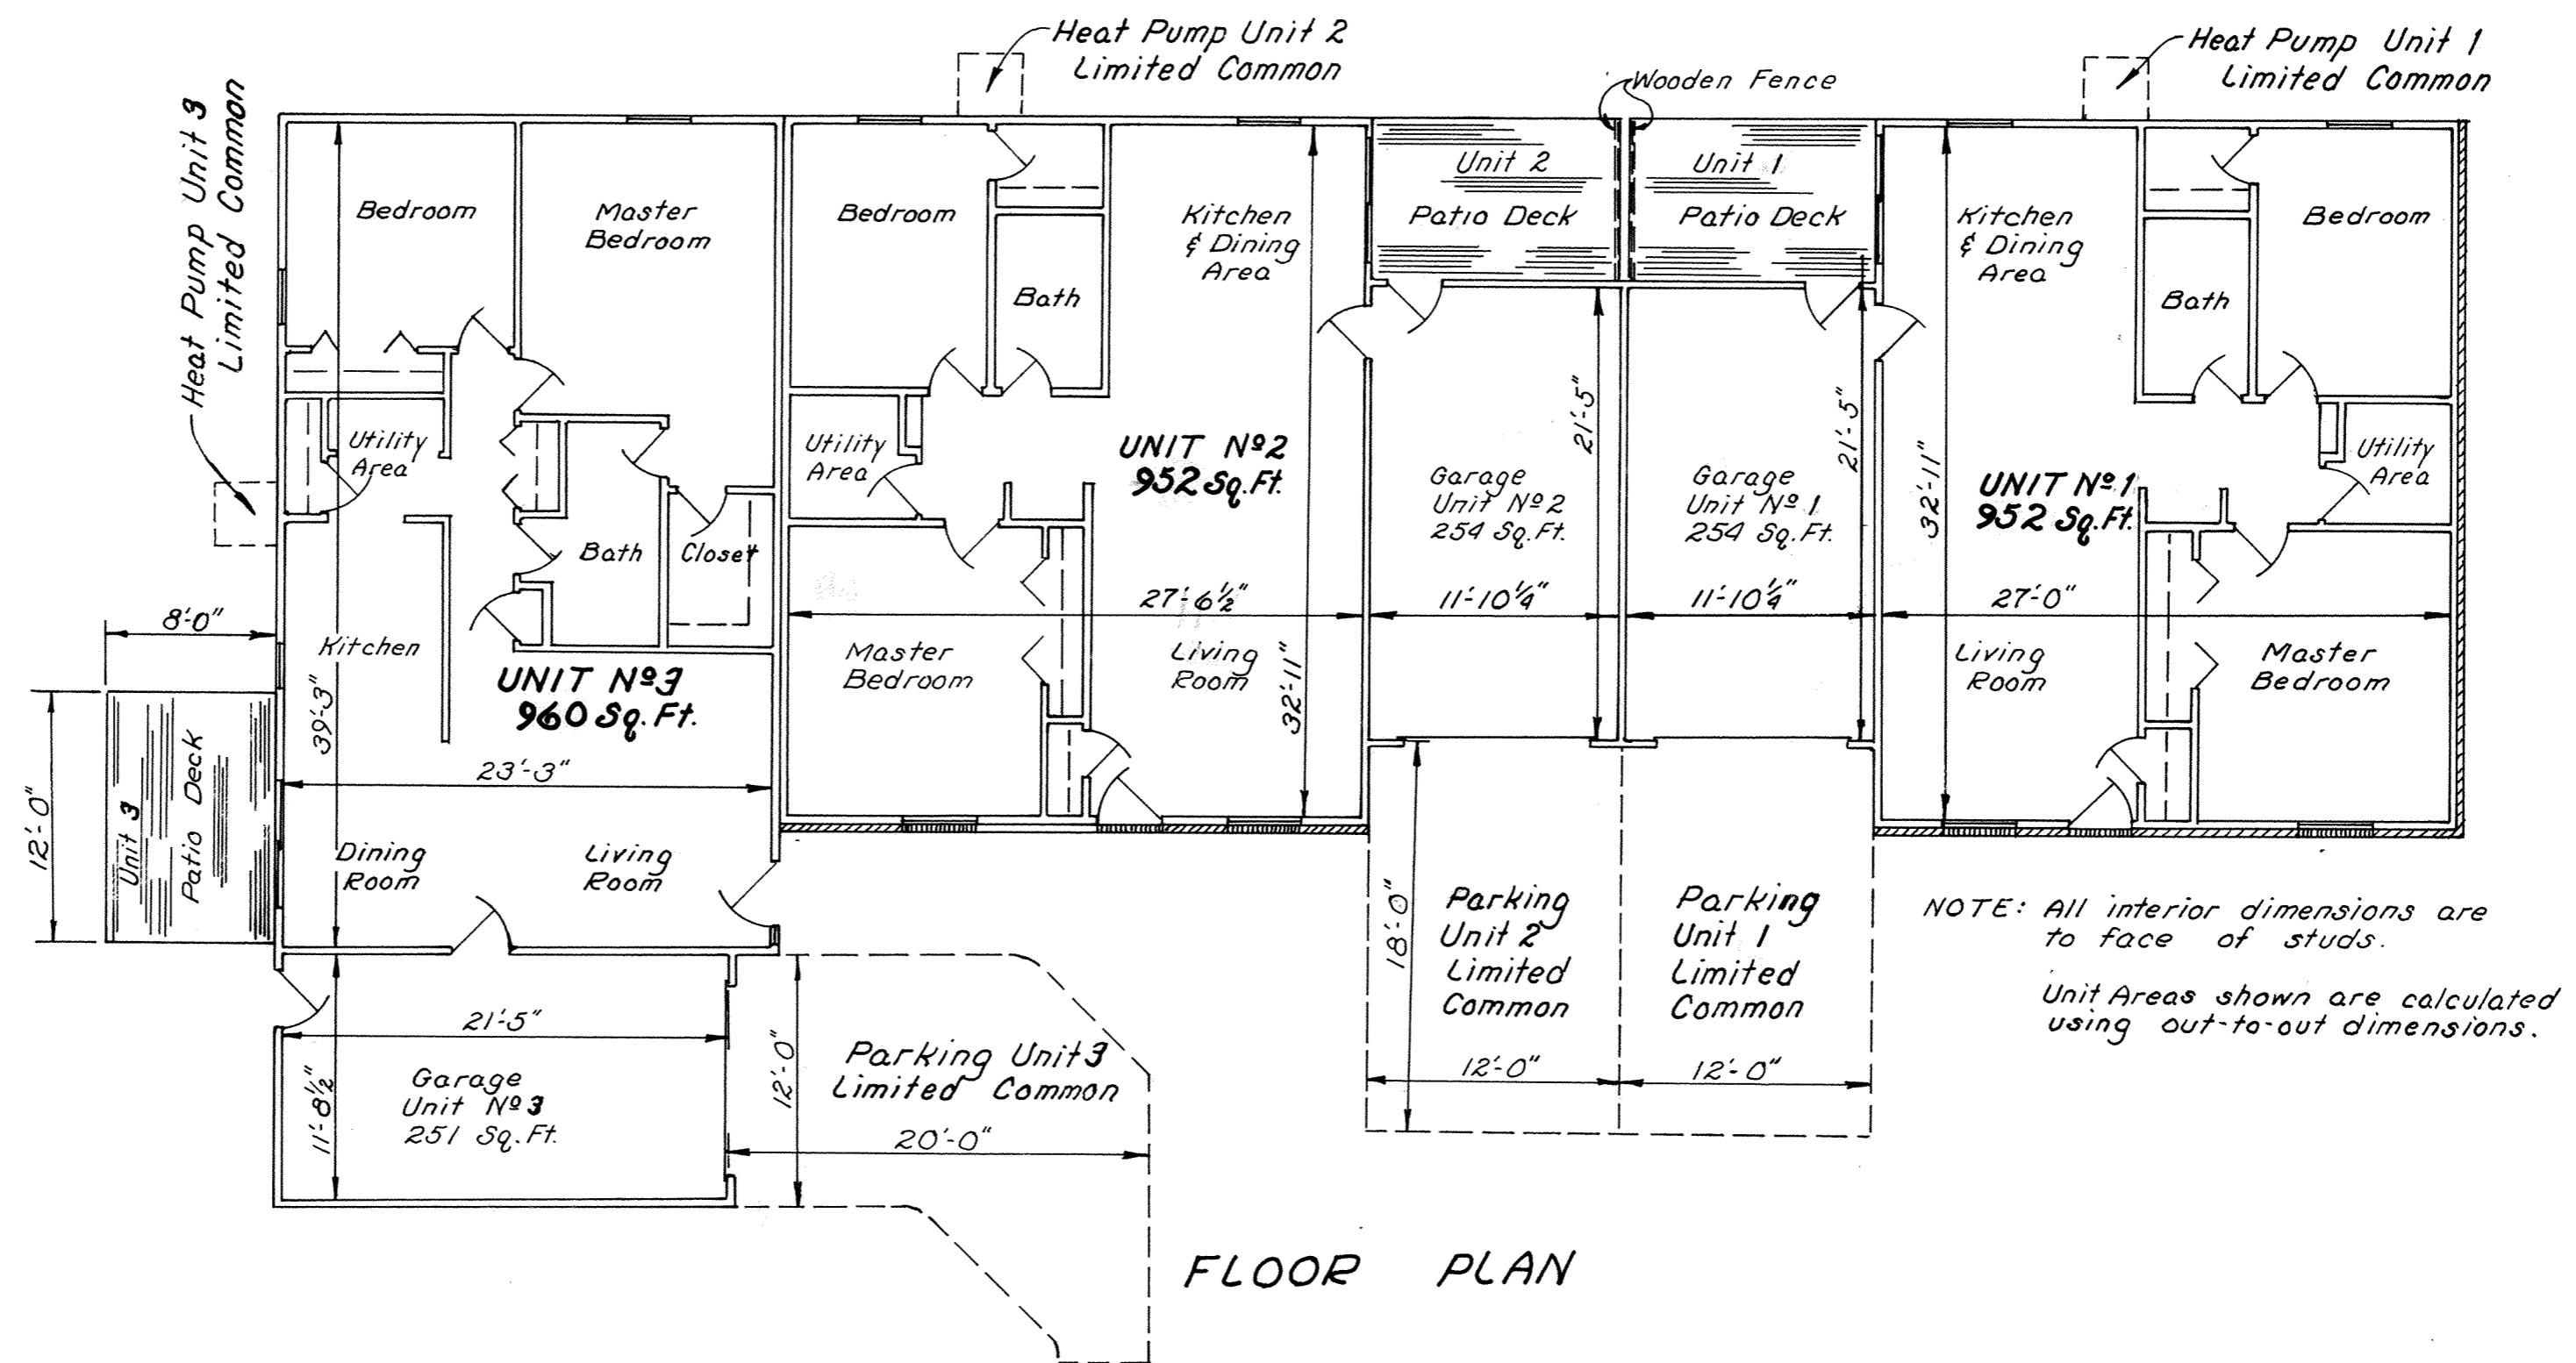 Heat Pump Unit 2
Limited Common
Heat Pump Unit 1
Limited Common
Wooden Fence
Heat Pump Unit 3
Limited Common
Bedroom
Master
Bedroom
Bedroom
Kitchen
& Dining
Area
Bath
Unit 2
Patio Deck
Unit 1
Patio Deck
Kitchen
& Dining
Area
Bath
Bedroom
Utility
Area
Utility
Area
UNIT Nº2
952 Sq.Ft.
Garage
Unit Nº 2
254 Sq.Ft.
21'-5"
Garage
Unit Nº 1
254 Sq.Ft.
21'-5"
32'-11"
UNIT Nº1
952 Sq.Ft.
Utility
Area
Bath
Closet
27'-6½"
11'-10¼"
11'-10¼"
27'-0"
8'-0"
Kitchen
UNIT Nº3
960 Sq.Ft.
39'-3"
Master
Bedroom
Living
Room
32'-11"
Living
Room
Master
Bedroom
12'-0"
Unit 3
Patio Deck
23'-3"
Dining
Room
Living
Room
18'-0"
Parking
Unit 2
Limited
Common
Parking
Unit 1
Limited
Common
NOTE: All interior dimensions are
to face of studs.
Unit Areas shown are calculated
using out-to-out dimensions.
21'-5"
11'-8½"
Garage
Unit Nº3
251 Sq.Ft.
12'-0"
Parking Unit 3
Limited Common
20'-0"
12'-0"
12'-0"
FLOOR PLAN